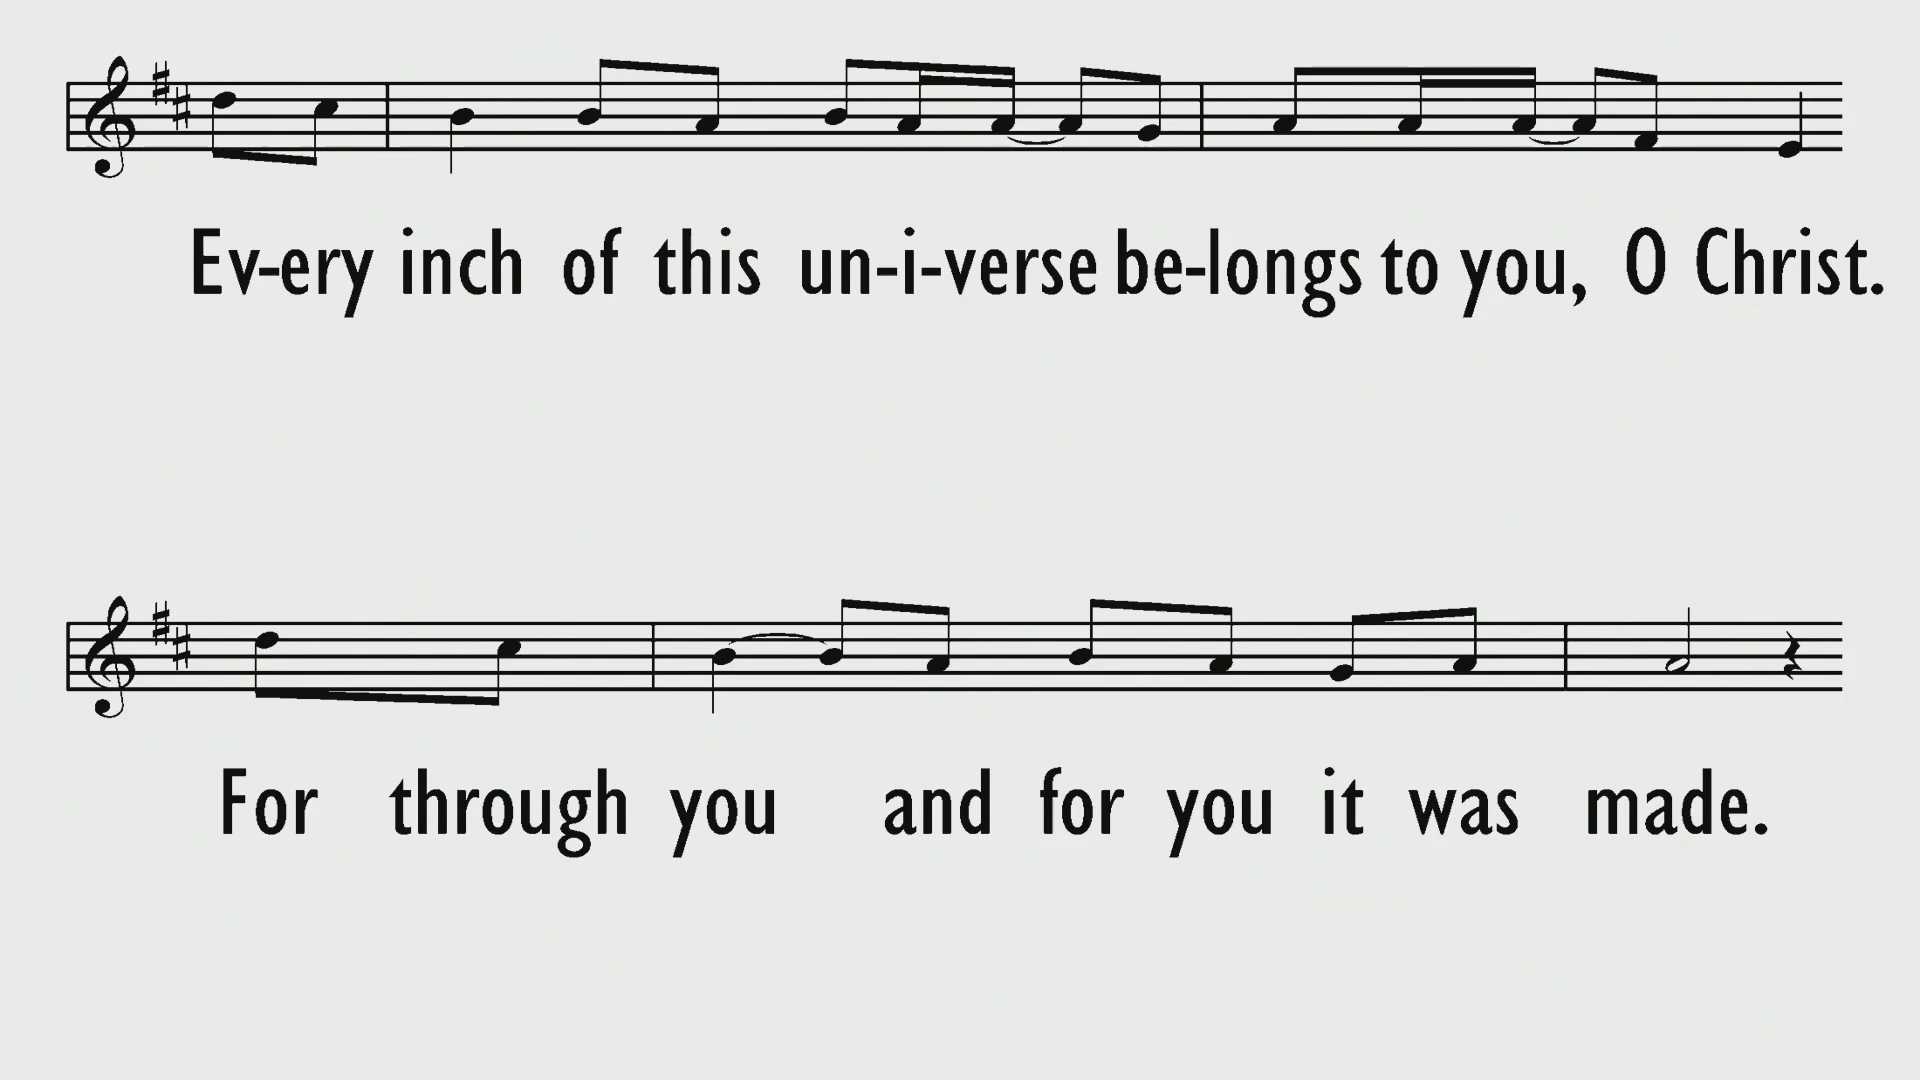 Ev-ery inch of this un-i-verse be-longs to you, O Christ.
For through you and for you it was made.